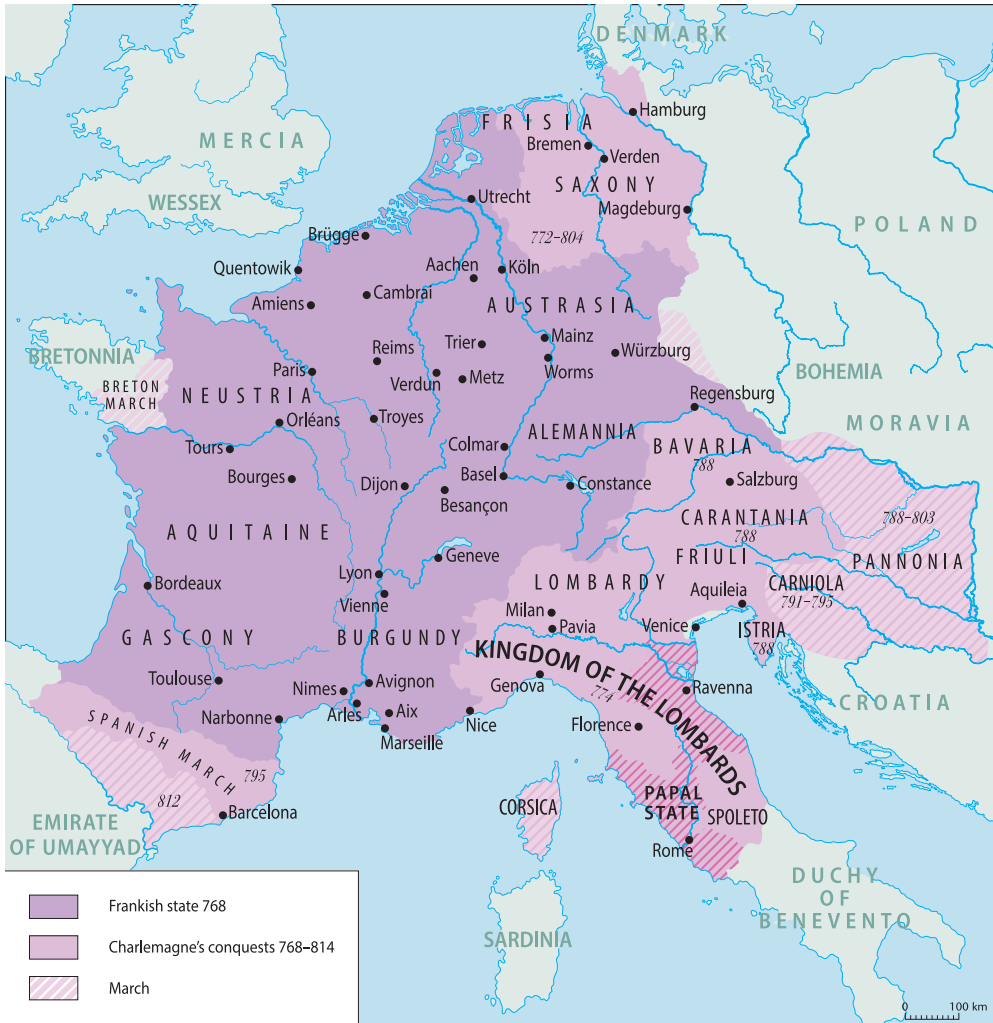 DENMARK
Hamburg
FRISIA
Bremen
Verden
MERCIA
SAXONY
WESSEX
Utrecht
Magdeburg
POLAND
772–804
Brügge
Quentowik
Aachen
Köln
Cambrai
Amiens
AUSTRASIA
Mainz
Trier
Reims
Würzburg
BRETONNIA
Paris
Verdun
Metz
Worms
BOHEMIA
BRETON
MARCH
NEUSTRIA
Regensburg
Orléans
Troyes
MORAVIA
ALEMANNIA
Colmar
BAVARIA
788
Tours
Basel
Bourges
Dijon
Besançon
Constance
Salzburg
CARANTANIA
788
788–803
AQUITAINE
FRIULI
Geneve
PANNONIA
Lyon
LOMBARDY
CARNIOLA
791–795
Bordeaux
Vienne
Aquileia
Milan
Pavia
Venice
ISTRIA
788
GASCONY
BURGUNDY
KINGDOM OF THE LOMBARDS
774
Toulouse
Nimes
Avignon
Genova
Ravenna
CROATIA
Arles
Aix
Nice
Narbonne
Marseille
Florence
SPANISH MARCH
795
812
PAPAL
STATE
SPOLETO
CORSICA
Barcelona
EMIRATE
OF UMAYYAD
Rome
DUCHY
OF
BENEVENTO
SARDINIA
Frankish state 768
Charlemagne's conquests 768–814
March
0 100 km